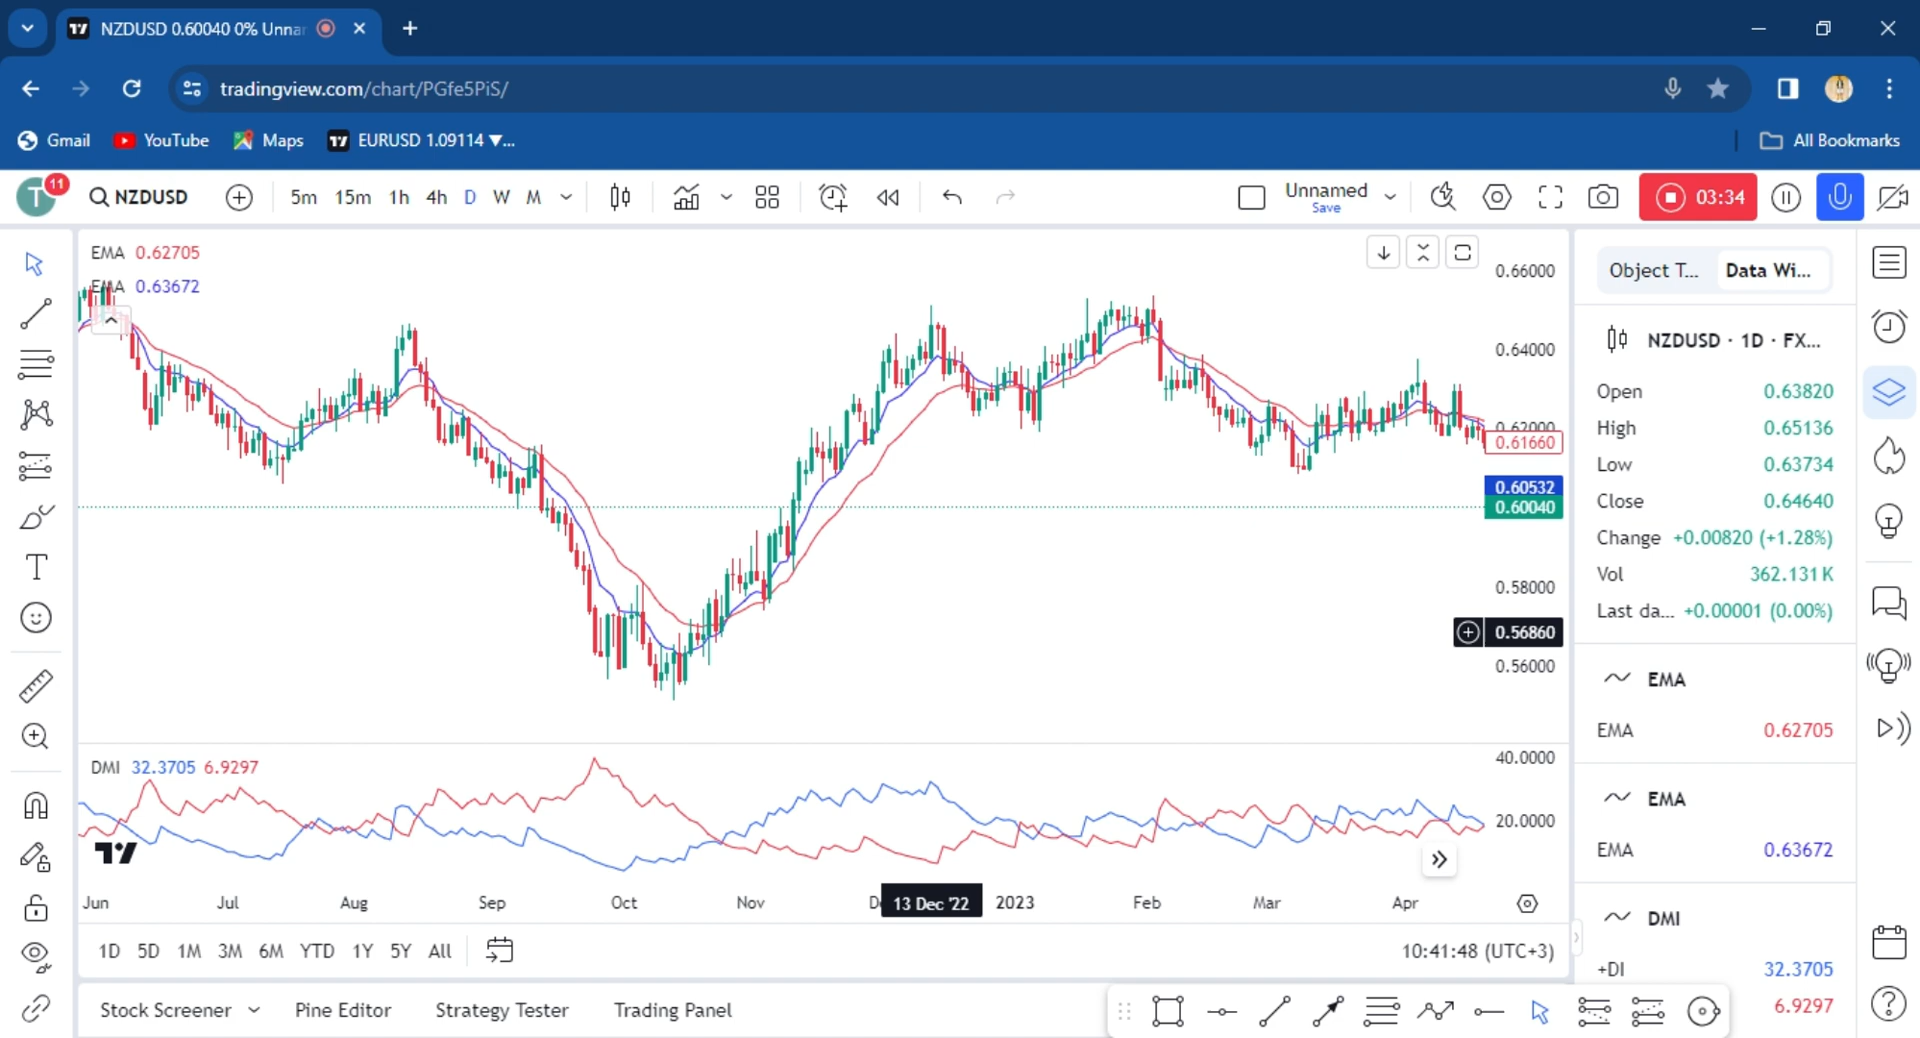 NZDUSD 0.60040 0% Unnar
tradingview.com/chart/PGfe5PiS/
Gmail YouTube Maps EURUSD 1.09114 ▼... All Bookmarks
T 11 NZDUSD 5m 15m 1h 4h D W M Unnamed 03:34
Save
EMA 0.62705
EMA 0.63672
0.66000
0.64000
0.62000
0.61660
0.60532
0.60040
0.58000
0.56860
0.56000
DMI 32.3705 6.9297
40.0000
20.0000
Jun Jul Aug Sep Oct Nov 13 Dec '22 2023 Feb Mar Apr
1D 5D 1M 3M 6M YTD 1Y 5Y All 10:41:48 (UTC+3)
Stock Screener Pine Editor Strategy Tester Trading Panel
Object T... Data Wi...
NZDUSD · 1D · FX...
Open 0.63820
High 0.65136
Low 0.63734
Close 0.64640
Change +0.00820 (+1.28%)
Vol 362.131K
Last da... +0.00001 (0.00%)
EMA
EMA 0.62705
EMA
EMA 0.63672
DMI
+DI 32.3705
6.9297